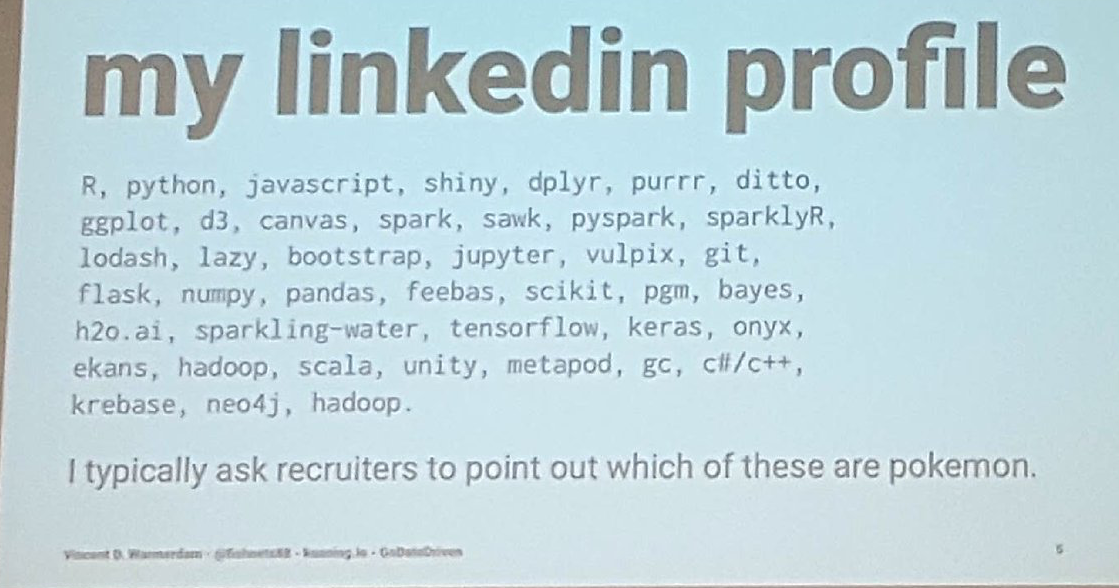 my linkedin profile
R, python, javascript, shiny, dplyr, purrr, ditto,
ggplot, d3, canvas, spark, sawk, pyspark, sparklyR,
lodash, lazy, bootstrap, jupyter, vulpix, git,
flask, numpy, pandas, feebas, scikit, pgm, bayes,
h2o.ai, sparkling-water, tensorflow, keras, onyx,
ekans, hadoop, scala, unity, metapod, gc, c#/c++,
krebase, neo4j, hadoop.
I typically ask recruiters to point out which of these are pokemon.
Vincent D. Warmerdam - @fishnets88 - koaning.io - GoDataDriven
5